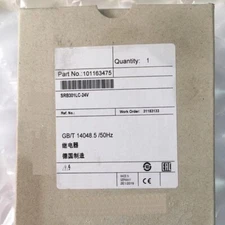 Quantity: 1
Part No.:101163475
SRB301LC-24V
Ref No.:
Work Order:
GB/T 14048.5 /50Hz
继电器
德国制造